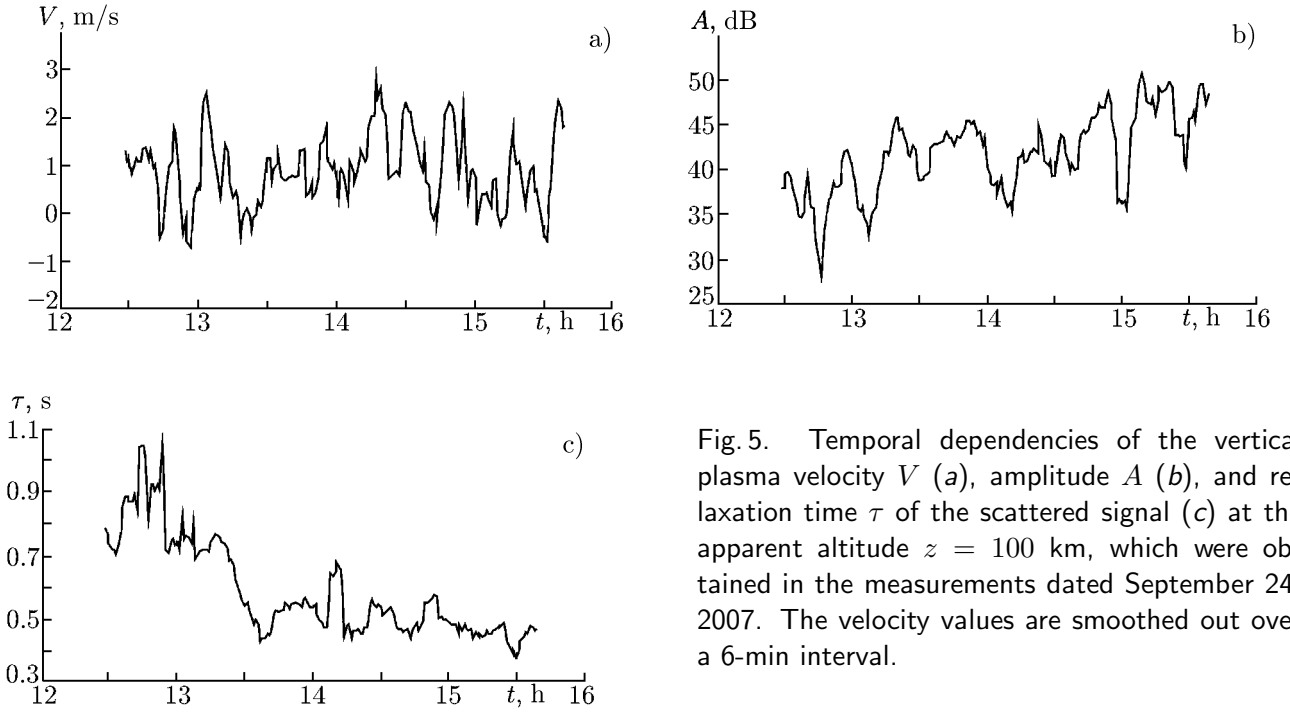 V, m/s
a)
3
2
1
0
−1
−2
12
13
14
15
t, h
16
A, dB
b)
50
45
40
35
30
25
12
13
14
15
t, h
16
τ, s
c)
1.1
0.9
0.7
0.5
0.3
12
13
14
15
t, h
16
Fig. 5. Temporal dependencies of the vertica
plasma velocity V (a), amplitude A (b), and re
laxation time τ of the scattered signal (c) at th
apparent altitude z = 100 km, which were ob
tained in the measurements dated September 24
2007. The velocity values are smoothed out ove
a 6-min interval.